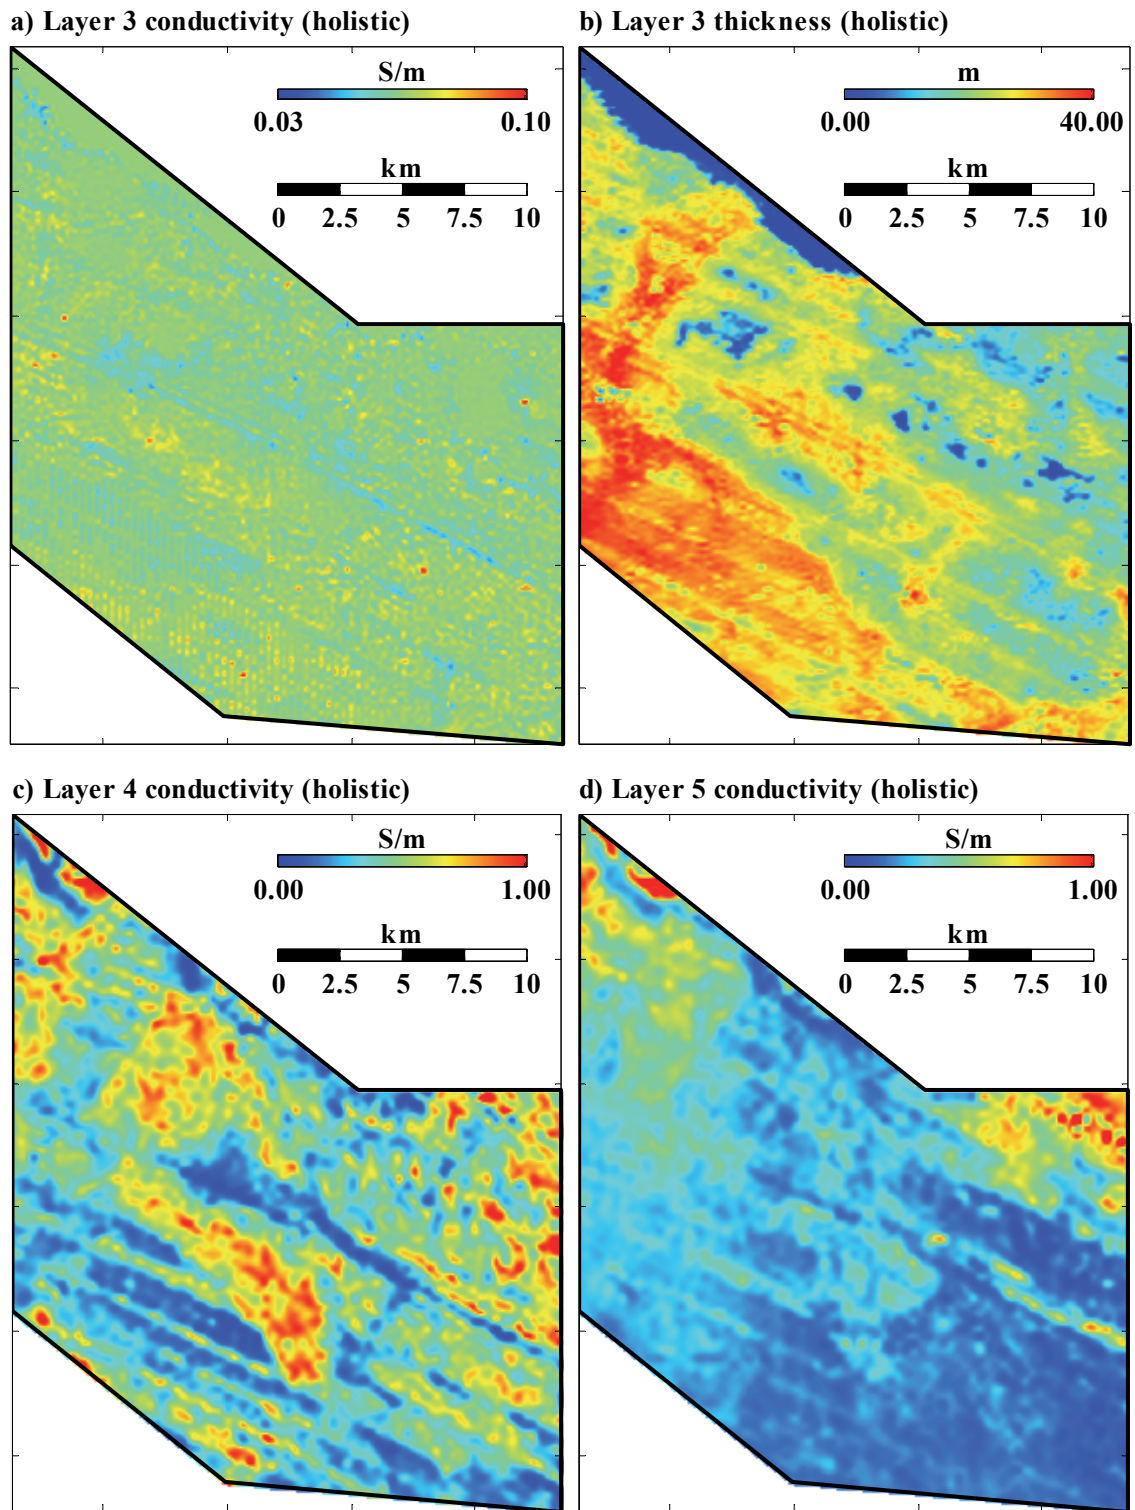 a) Layer 3 conductivity (holistic)
S/m
0.03 0.10
km
0 2.5 5 7.5 10
b) Layer 3 thickness (holistic)
m
0.00 40.00
km
0 2.5 5 7.5 10
c) Layer 4 conductivity (holistic)
S/m
0.00 1.00
km
0 2.5 5 7.5 10
d) Layer 5 conductivity (holistic)
S/m
0.00 1.00
km
0 2.5 5 7.5 10